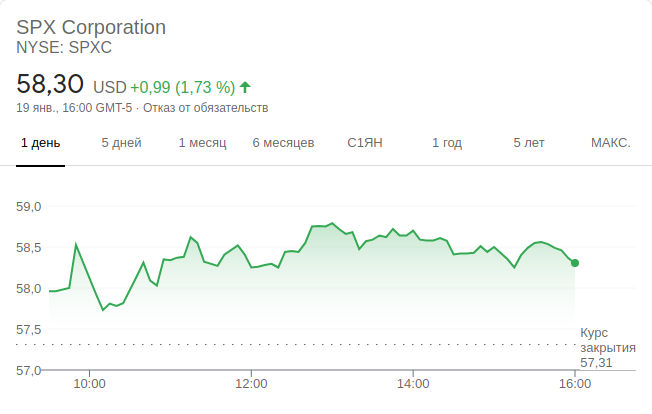 SPX Corporation
NYSE: SPXC
58,30 USD +0,99 (1,73 %)
19 янв., 16:00 GMT-5 · Отказ от обязательств
1 день 5 дней 1 месяц 6 месяцев С1ЯН 1 год 5 лет МАКС.
59,0
58,5
58,0
57,5
Курс
закрытия
57,31
57,0
10:00 12:00 14:00 16:00